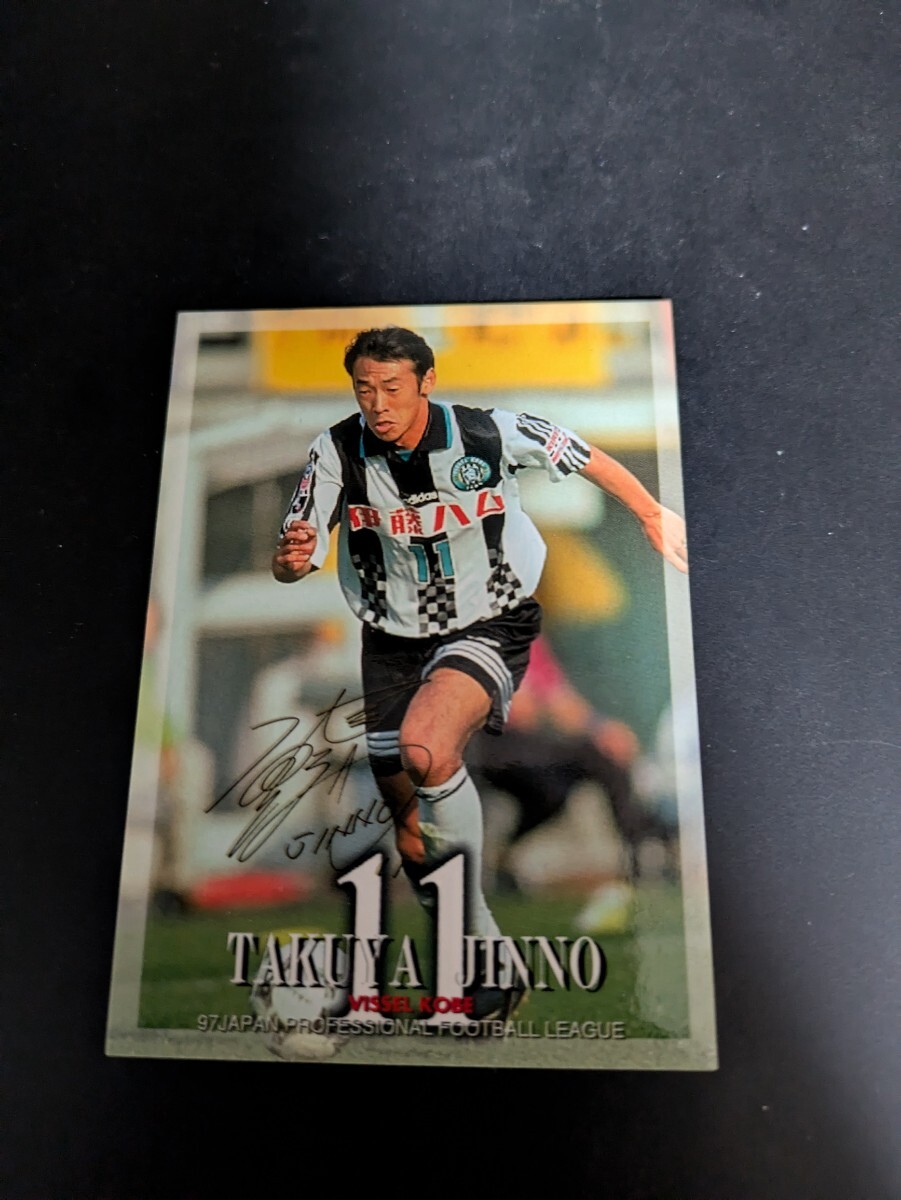 adidas
伊藤ハム
11
JINNO
11
TAKUYA JINNO
VISSEL KOBE
97JAPAN PROFESSIONAL FOOTBALL LEAGUE